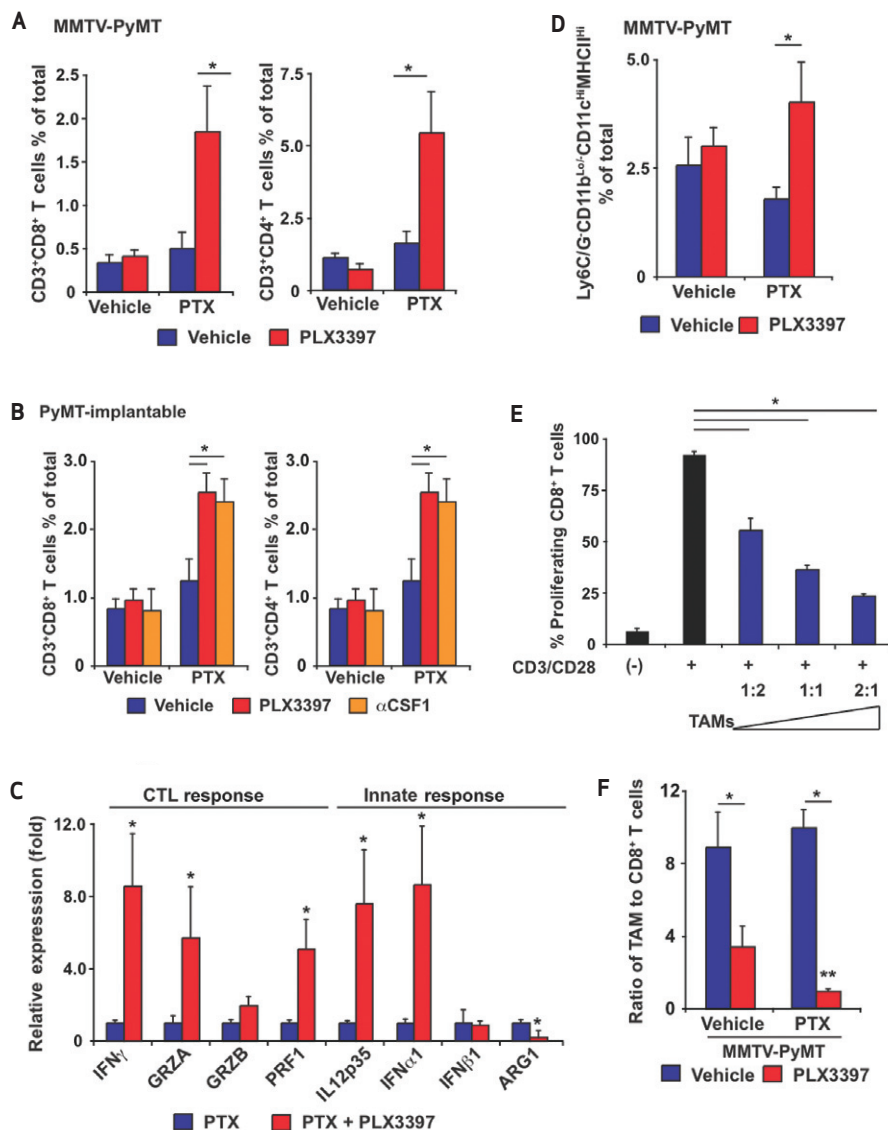 A
MMTV-PyMT
CD3+CD8+ T cells % of total
2.5
2.0
1.5
1.0
0.5
0
*
Vehicle PTX
CD3+CD4+ T cells % of total
7.5
5.0
2.5
0
*
Vehicle PTX
Vehicle PLX3397
B
PyMT-implantable
CD3+CD8+ T cells % of total
3.0
2.0
1.0
0
*
Vehicle PTX
CD3+CD4+ T cells % of total
3.0
2.0
1.0
0
*
Vehicle PTX
Vehicle PLX3397 αCSF1
C
CTL response Innate response
Relative expresssion (fold)
12.0
8.0
4.0
0
* * * * * *
IFNγ GRZA GRZB PRF1 IL12p35 IFNα1 IFNβ1 ARG1
PTX PTX + PLX3397
D
MMTV-PyMT
Ly6C/G-CD11bLo/-CD11cHiMHCIIHi
% of total
5.0
2.5
0
*
Vehicle PTX
Vehicle PLX3397
E
% Proliferating CD8+ T cells
100
75
50
25
0
*
CD3/CD28 (-) + + + +
1:2 1:1 2:1
TAMs
F
Ratio of TAM to CD8+ T cells
12
8
4
0
* *
**
Vehicle PTX
MMTV-PyMT
Vehicle PLX3397